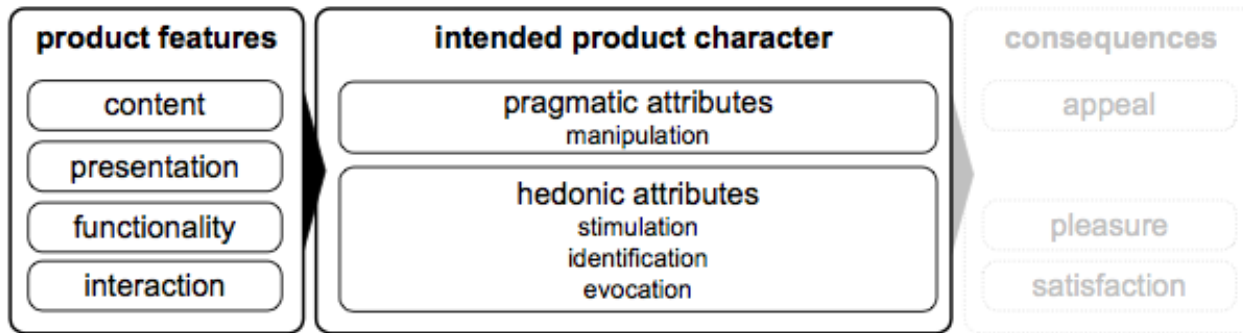 product features
content
presentation
functionality
interaction
intended product character
pragmatic attributes
manipulation
hedonic attributes
stimulation
identification
evocation
consequences
appeal
pleasure
satisfaction